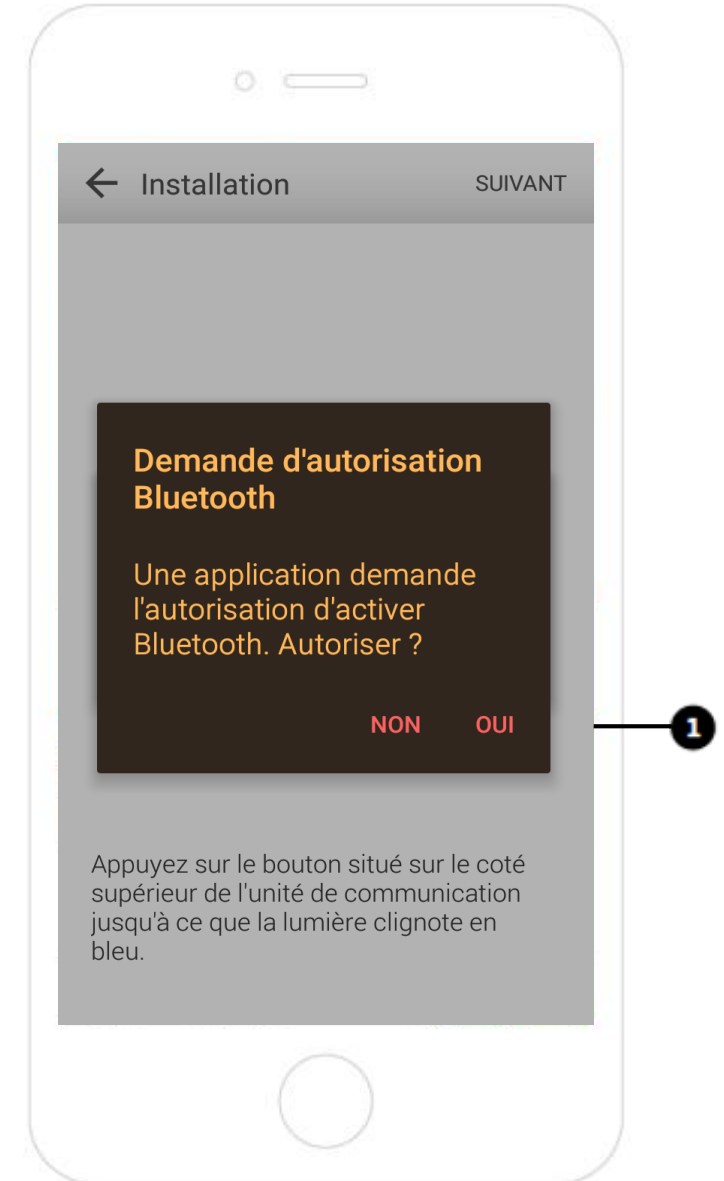 Installation SUIVANT
Demande d'autorisation
Bluetooth
Une application demande
l'autorisation d'activer
Bluetooth. Autoriser ?
NON OUI
1
Appuyez sur le bouton situé sur le coté
supérieur de l'unité de communication
jusqu'à ce que la lumière clignote en
bleu.